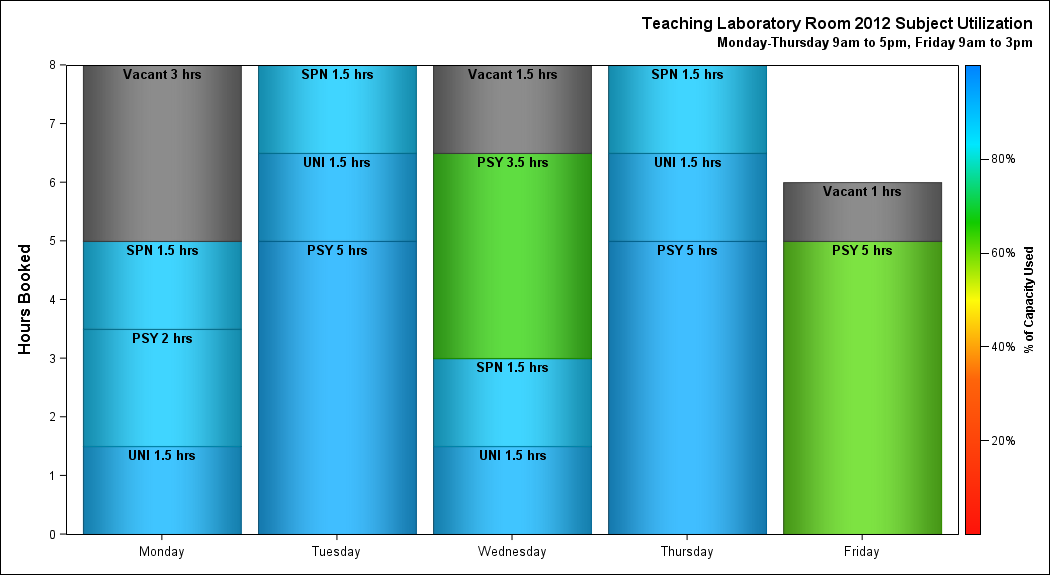 Teaching Laboratory Room 2012 Subject Utilization
Monday-Thursday 9am to 5pm, Friday 9am to 3pm
Hours Booked
8
7
6
5
4
3
2
1
0
Vacant 3 hrs
SPN 1.5 hrs
PSY 2 hrs
UNI 1.5 hrs
SPN 1.5 hrs
UNI 1.5 hrs
PSY 5 hrs
Vacant 1.5 hrs
PSY 3.5 hrs
SPN 1.5 hrs
UNI 1.5 hrs
SPN 1.5 hrs
UNI 1.5 hrs
PSY 5 hrs
Vacant 1 hrs
PSY 5 hrs
Monday
Tuesday
Wednesday
Thursday
Friday
80%
60%
40%
20%
% of Capacity Used